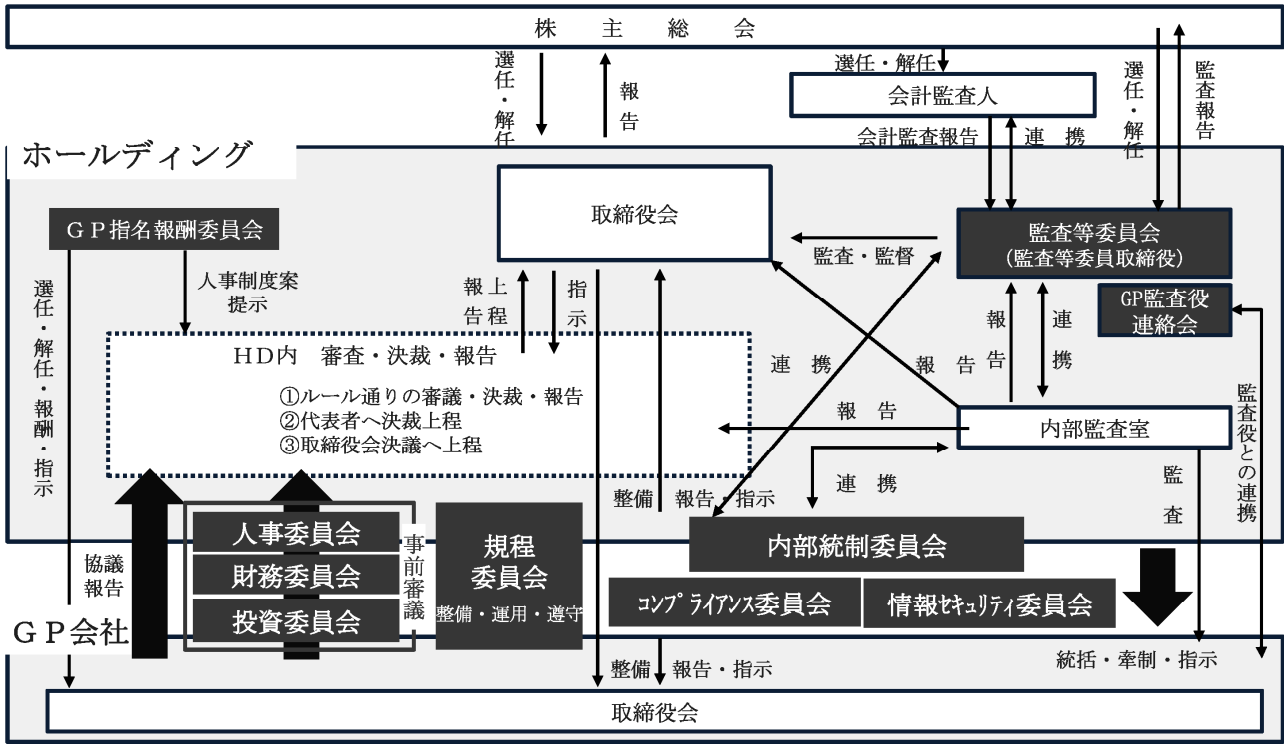 株　主　総　会
選任・解任
報告
選任・解任
会計監査人
選任・解任
監査報告
会計監査報告
連　携
ホールディング
取締役会
ＧＰ指名報酬委員会
監査等委員会
（監査等委員取締役）
監査・監督
人事制度案
提示
選任・解任・報酬・指示
上程
報告
指示
GP監査役
連絡会
報告
連携
ＨＤ内　審査・決裁・報告
①ルール通りの審議・決裁・報告
②代表者へ決裁上程
③取締役会決議へ上程
連　携
報　告
報　告
内部監査室
監査役との連携
連　携
監査
整備　報告・指示
人事委員会
財務委員会
投資委員会
事前審議
規程
委員会
整備・運用・遵守
内部統制委員会
ｺﾝﾌﾟﾗｲｱﾝｽ委員会
情報ｾｷｭﾘﾃｨ委員会
協議
報告
ＧＰ会社
整備　報告・指示
統括・牽制・指示
取締役会